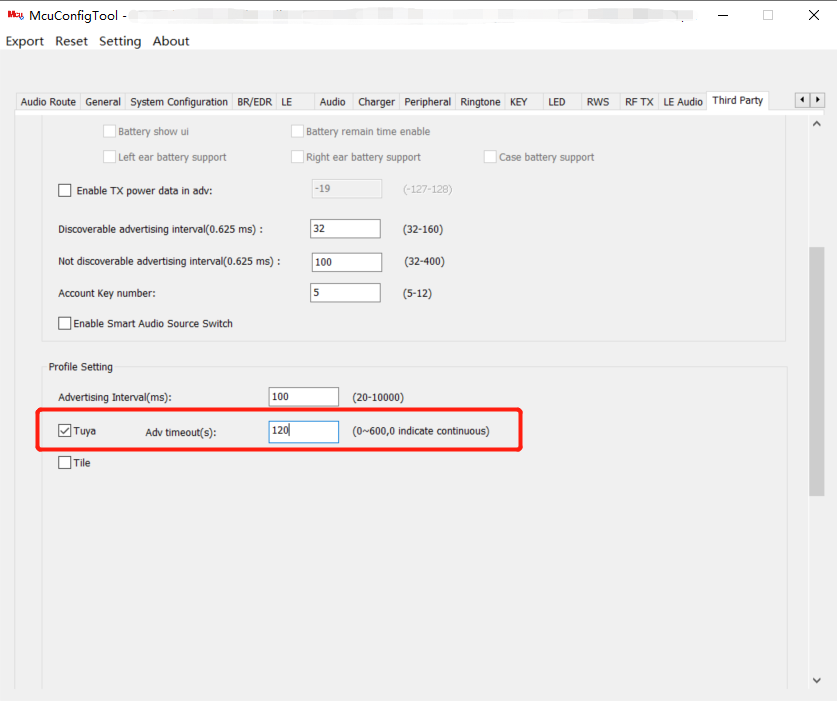 Mcu McuConfigTool -
Export Reset Setting About
Audio Route General System Configuration BR/EDR LE Audio Charger Peripheral Ringtone KEY LED RWS RF TX LE Audio Third Party
Battery show ui Battery remain time enable
Left ear battery support Right ear battery support Case battery support
Enable TX power data in adv: -19 (-127-128)
Discoverable advertising interval(0.625 ms) : 32 (32-160)
Not discoverable advertising interval(0.625 ms) : 100 (32-400)
Account Key number: 5 (5-12)
Enable Smart Audio Source Switch
Profile Setting
Advertising Interval(ms): 100 (20-10000)
Tuya Adv timeout(s): 120 (0~600,0 indicate continuous)
Tile